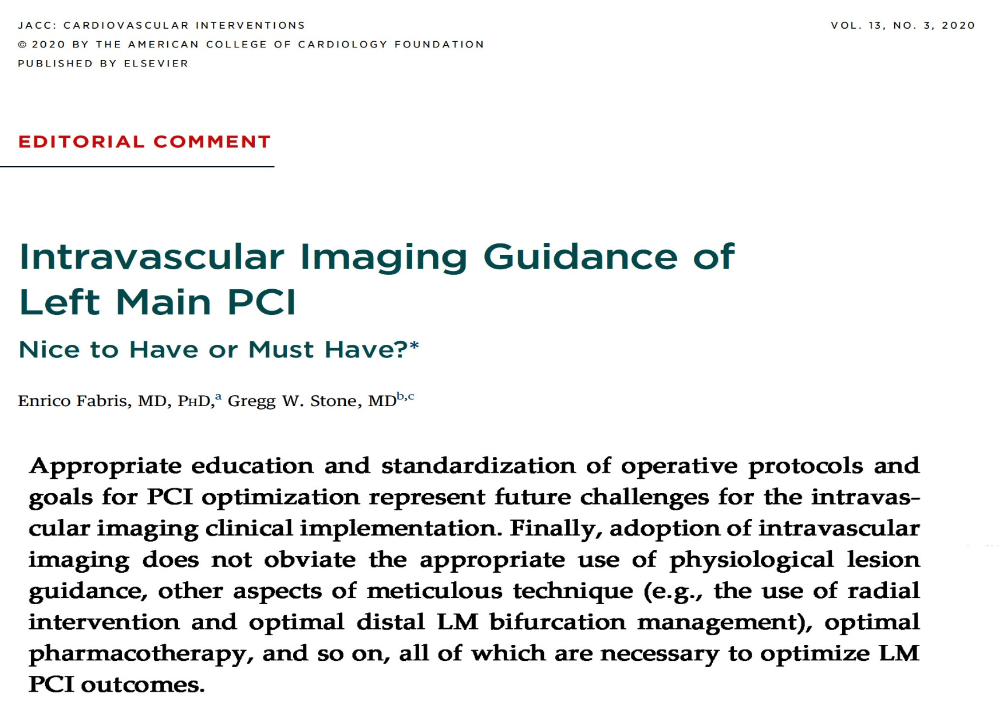 JACC: CARDIOVASCULAR INTERVENTIONS
VOL. 13, NO. 3, 2020
© 2020 BY THE AMERICAN COLLEGE OF CARDIOLOGY FOUNDATION
PUBLISHED BY ELSEVIER
EDITORIAL COMMENT
Intravascular Imaging Guidance of
Left Main PCI
Nice to Have or Must Have?*
Enrico Fabris, MD, PhD,a Gregg W. Stone, MDb,c
Appropriate education and standardization of operative protocols and
goals for PCI optimization represent future challenges for the intravas-
cular imaging clinical implementation. Finally, adoption of intravascular
imaging does not obviate the appropriate use of physiological lesion
guidance, other aspects of meticulous technique (e.g., the use of radial
intervention and optimal distal LM bifurcation management), optimal
pharmacotherapy, and so on, all of which are necessary to optimize LM
PCI outcomes.